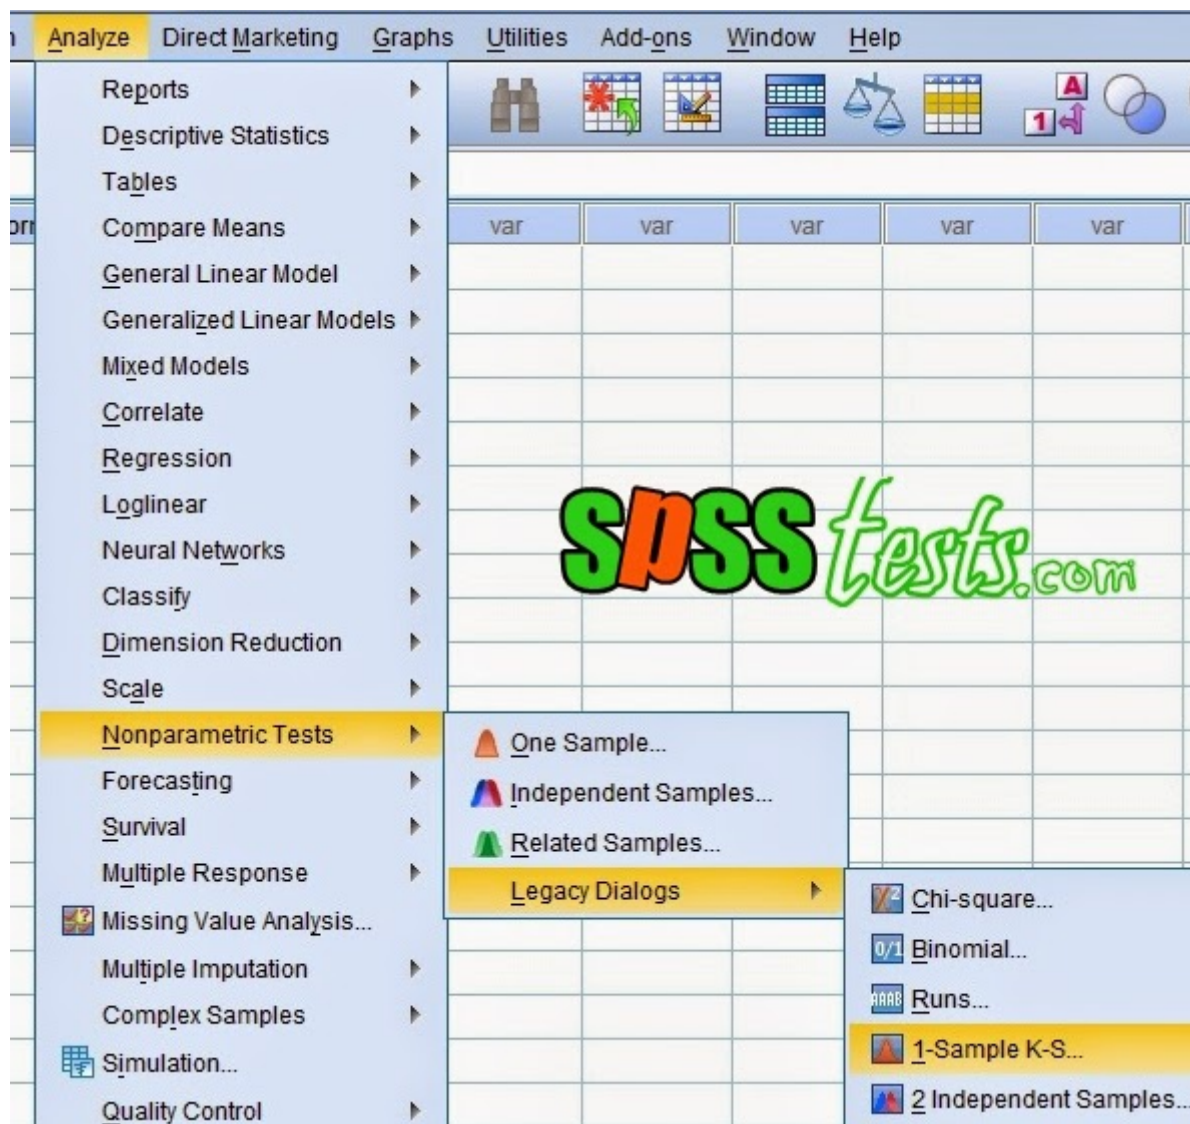 Analyze Direct Marketing Graphs Utilities Add-ons Window Help
Reports
Descriptive Statistics
Tables
Compare Means
var var var var var
General Linear Model
Generalized Linear Models
Mixed Models
Correlate
Regression
Loglinear
Neural Networks
Classify
Dimension Reduction
Scale
Nonparametric Tests
Forecasting
Survival
Multiple Response
Missing Value Analysis...
Multiple Imputation
Complex Samples
Simulation...
Quality Control
spss tests.com
One Sample...
Independent Samples...
Related Samples...
Legacy Dialogs
Chi-square...
Binomial...
Runs...
1-Sample K-S...
2 Independent Samples...
A
1